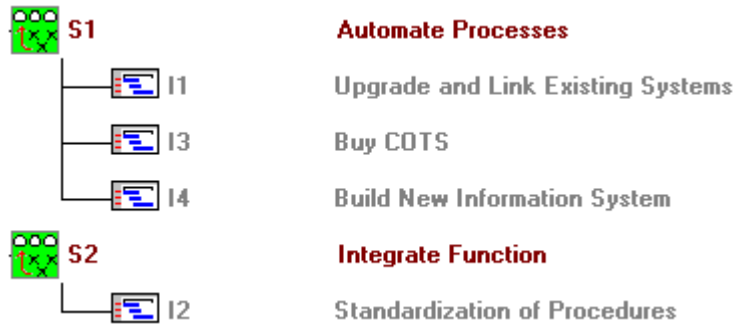 S1 Automate Processes
I1 Upgrade and Link Existing Systems
I3 Buy COTS
I4 Build New Information System
S2 Integrate Function
I2 Standardization of Procedures